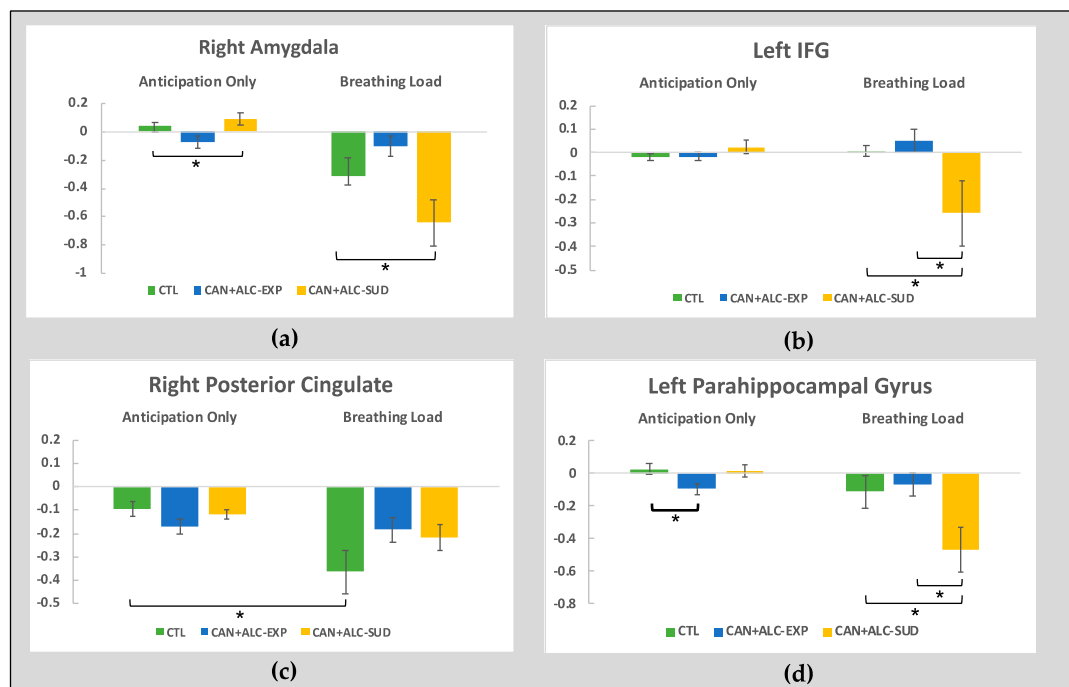 Right Amygdala
Anticipation Only Breathing Load
0.2
0
-0.2
-0.4
-0.6
-0.8
-1
*
*
CTL CAN+ALC-EXP CAN+ALC-SUD
(a)
Left IFG
Anticipation Only Breathing Load
0.2
0.1
0
-0.1
-0.2
-0.3
-0.4
-0.5
*
*
CTL CAN+ALC-EXP CAN+ALC-SUD
(b)
Right Posterior Cingulate
Anticipation Only Breathing Load
0.2
0.1
0
-0.1
-0.2
-0.3
-0.4
-0.5
*
CTL CAN+ALC-EXP CAN+ALC-SUD
(c)
Left Parahippocampal Gyrus
Anticipation Only Breathing Load
0.2
0
-0.2
-0.4
-0.6
-0.8
*
*
*
CTL CAN+ALC-EXP CAN+ALC-SUD
(d)